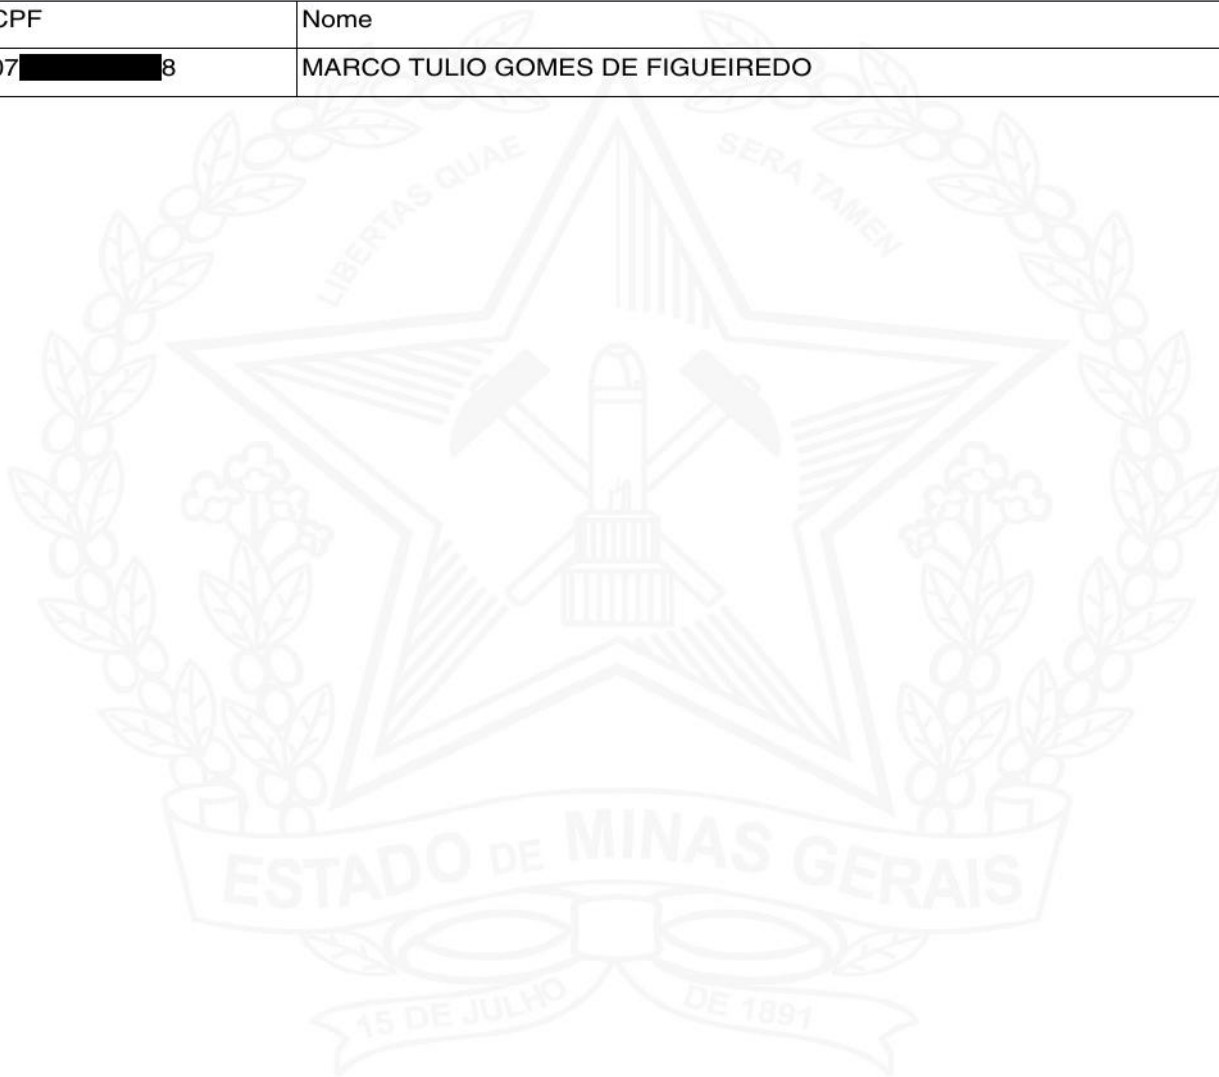 CPF Nome
07 8 MARCO TULIO GOMES DE FIGUEIREDO
LIBERTAS QUAE SERA TAMEN
ESTADO DE MINAS GERAIS
15 DE JULHO DE 1891